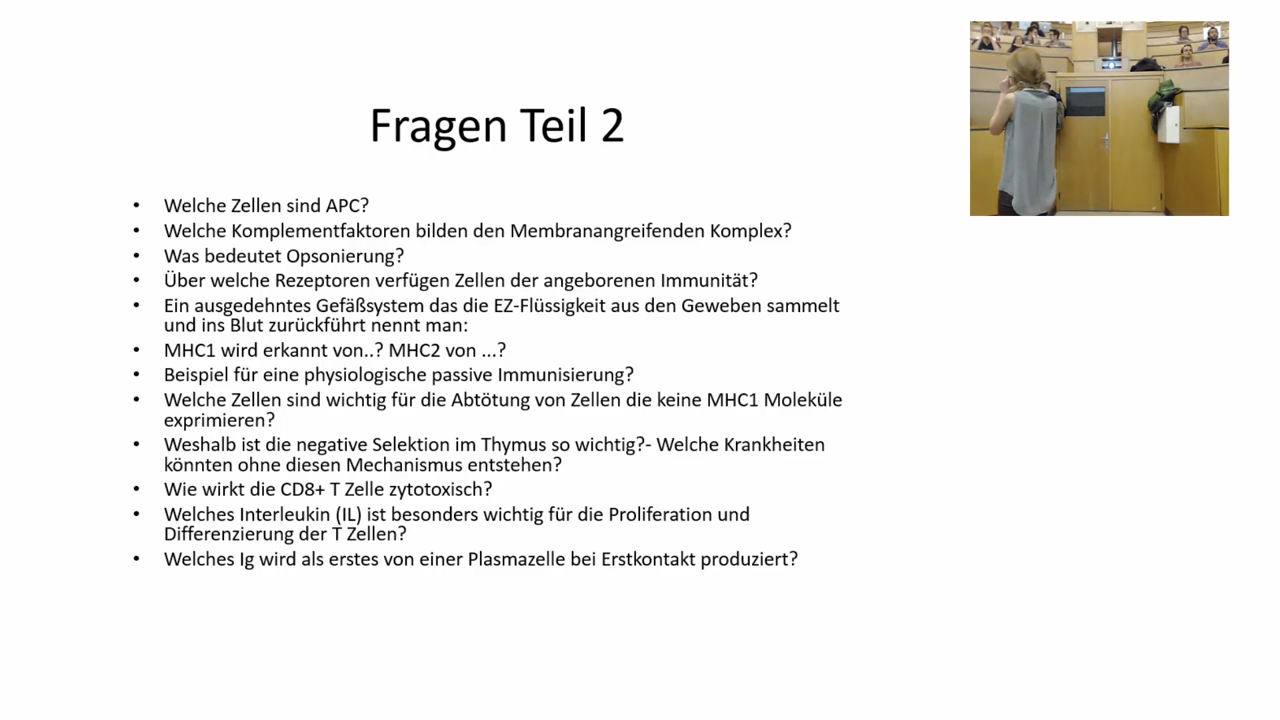 Fragen Teil 2
• Welche Zellen sind APC?
• Welche Komplementfaktoren bilden den Membranangreifenden Komplex?
• Was bedeutet Opsonierung?
• Über welche Rezeptoren verfügen Zellen der angeborenen Immunität?
• Ein ausgedehntes Gefäßsystem das die EZ-Flüssigkeit aus den Geweben sammelt
und ins Blut zurückführt nennt man:
• MHC1 wird erkannt von..? MHC2 von ...?
• Beispiel für eine physiologische passive Immunisierung?
• Welche Zellen sind wichtig für die Abtötung von Zellen die keine MHC1 Moleküle
exprimieren?
• Weshalb ist die negative Selektion im Thymus so wichtig?- Welche Krankheiten
könnten ohne diesen Mechanismus entstehen?
• Wie wirkt die CD8+ T Zelle zytotoxisch?
• Welches Interleukin (IL) ist besonders wichtig für die Proliferation und
Differenzierung der T Zellen?
• Welches Ig wird als erstes von einer Plasmazelle bei Erstkontakt produziert?